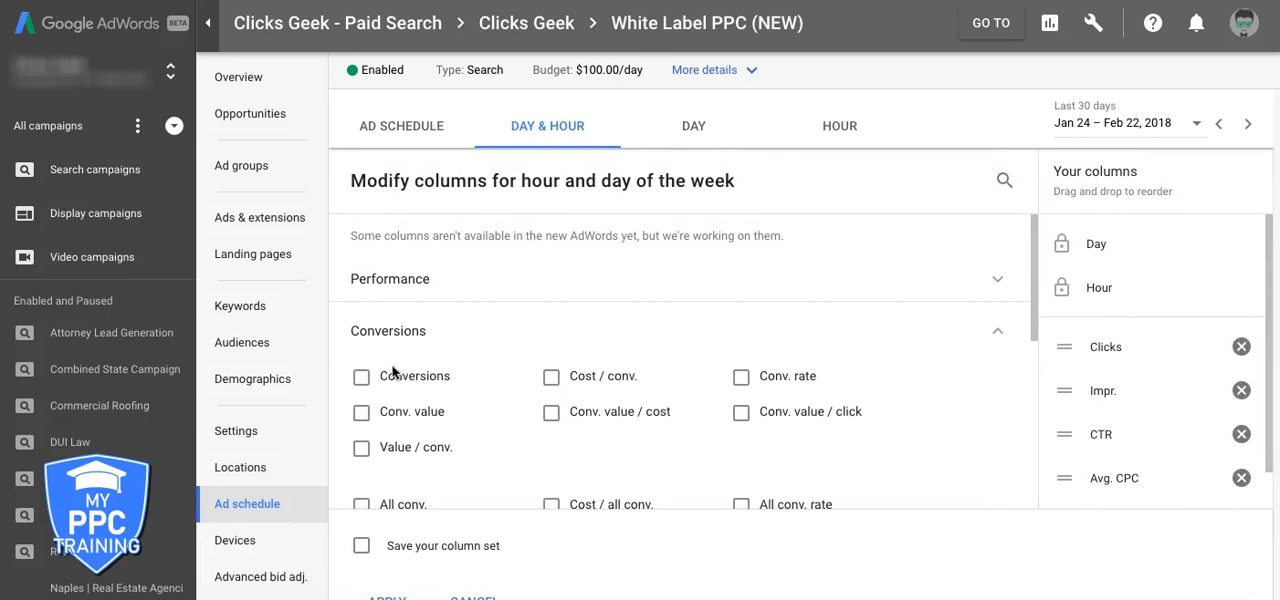 Google AdWords BETA
Clicks Geek - Paid Search > Clicks Geek > White Label PPC (NEW)
GO TO
All campaigns
Search campaigns
Display campaigns
Video campaigns
Enabled and Paused
Attorney Lead Generation
Combined State Campaign
Commercial Roofing
DUI Law
Naples | Real Estate Agenci
MY
PPC
TRAINING
Overview
Opportunities
Ad groups
Ads & extensions
Landing pages
Keywords
Audiences
Demographics
Settings
Locations
Ad schedule
Devices
Advanced bid adj.
Enabled Type: Search Budget: $100.00/day More details
AD SCHEDULE DAY & HOUR DAY HOUR
Last 30 days
Jan 24 – Feb 22, 2018
Modify columns for hour and day of the week
Some columns aren't available in the new AdWords yet, but we're working on them.
Performance
Conversions
Conversions Cost / conv. Conv. rate
Conv. value Conv. value / cost Conv. value / click
Value / conv.
All conv. Cost / all conv. All conv. rate
Save your column set
APPLY CANCEL
Your columns
Drag and drop to reorder
Day
Hour
Clicks
Impr.
CTR
Avg. CPC